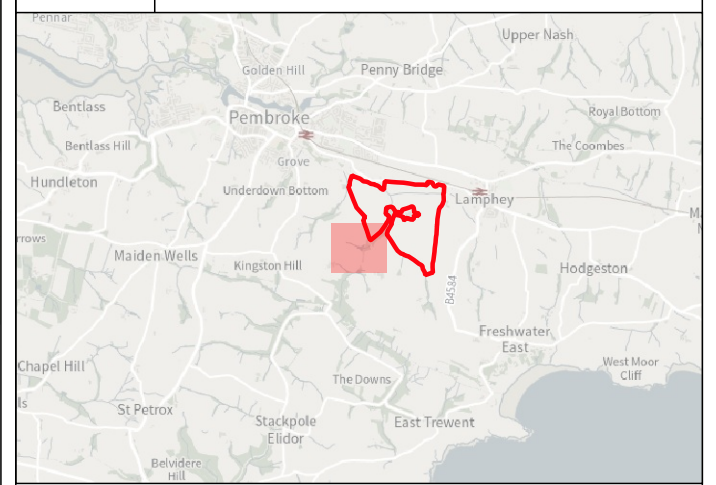 Pennar
Upper Nash
Golden Hill
Penny Bridge
Bentlass
Royal Bottom
Pembroke
Bentlass Hill
The Coombes
Grove
Hundleton
Underdown Bottom
Lamphey
rrows
Maiden Wells
Kingston Hill
Hodgeston
B4584
Freshwater
East
Chapel Hill
West Moor
Cliff
The Downs
St Petrox
Stackpole
Elidor
East Trewent
Belvidere
Hill